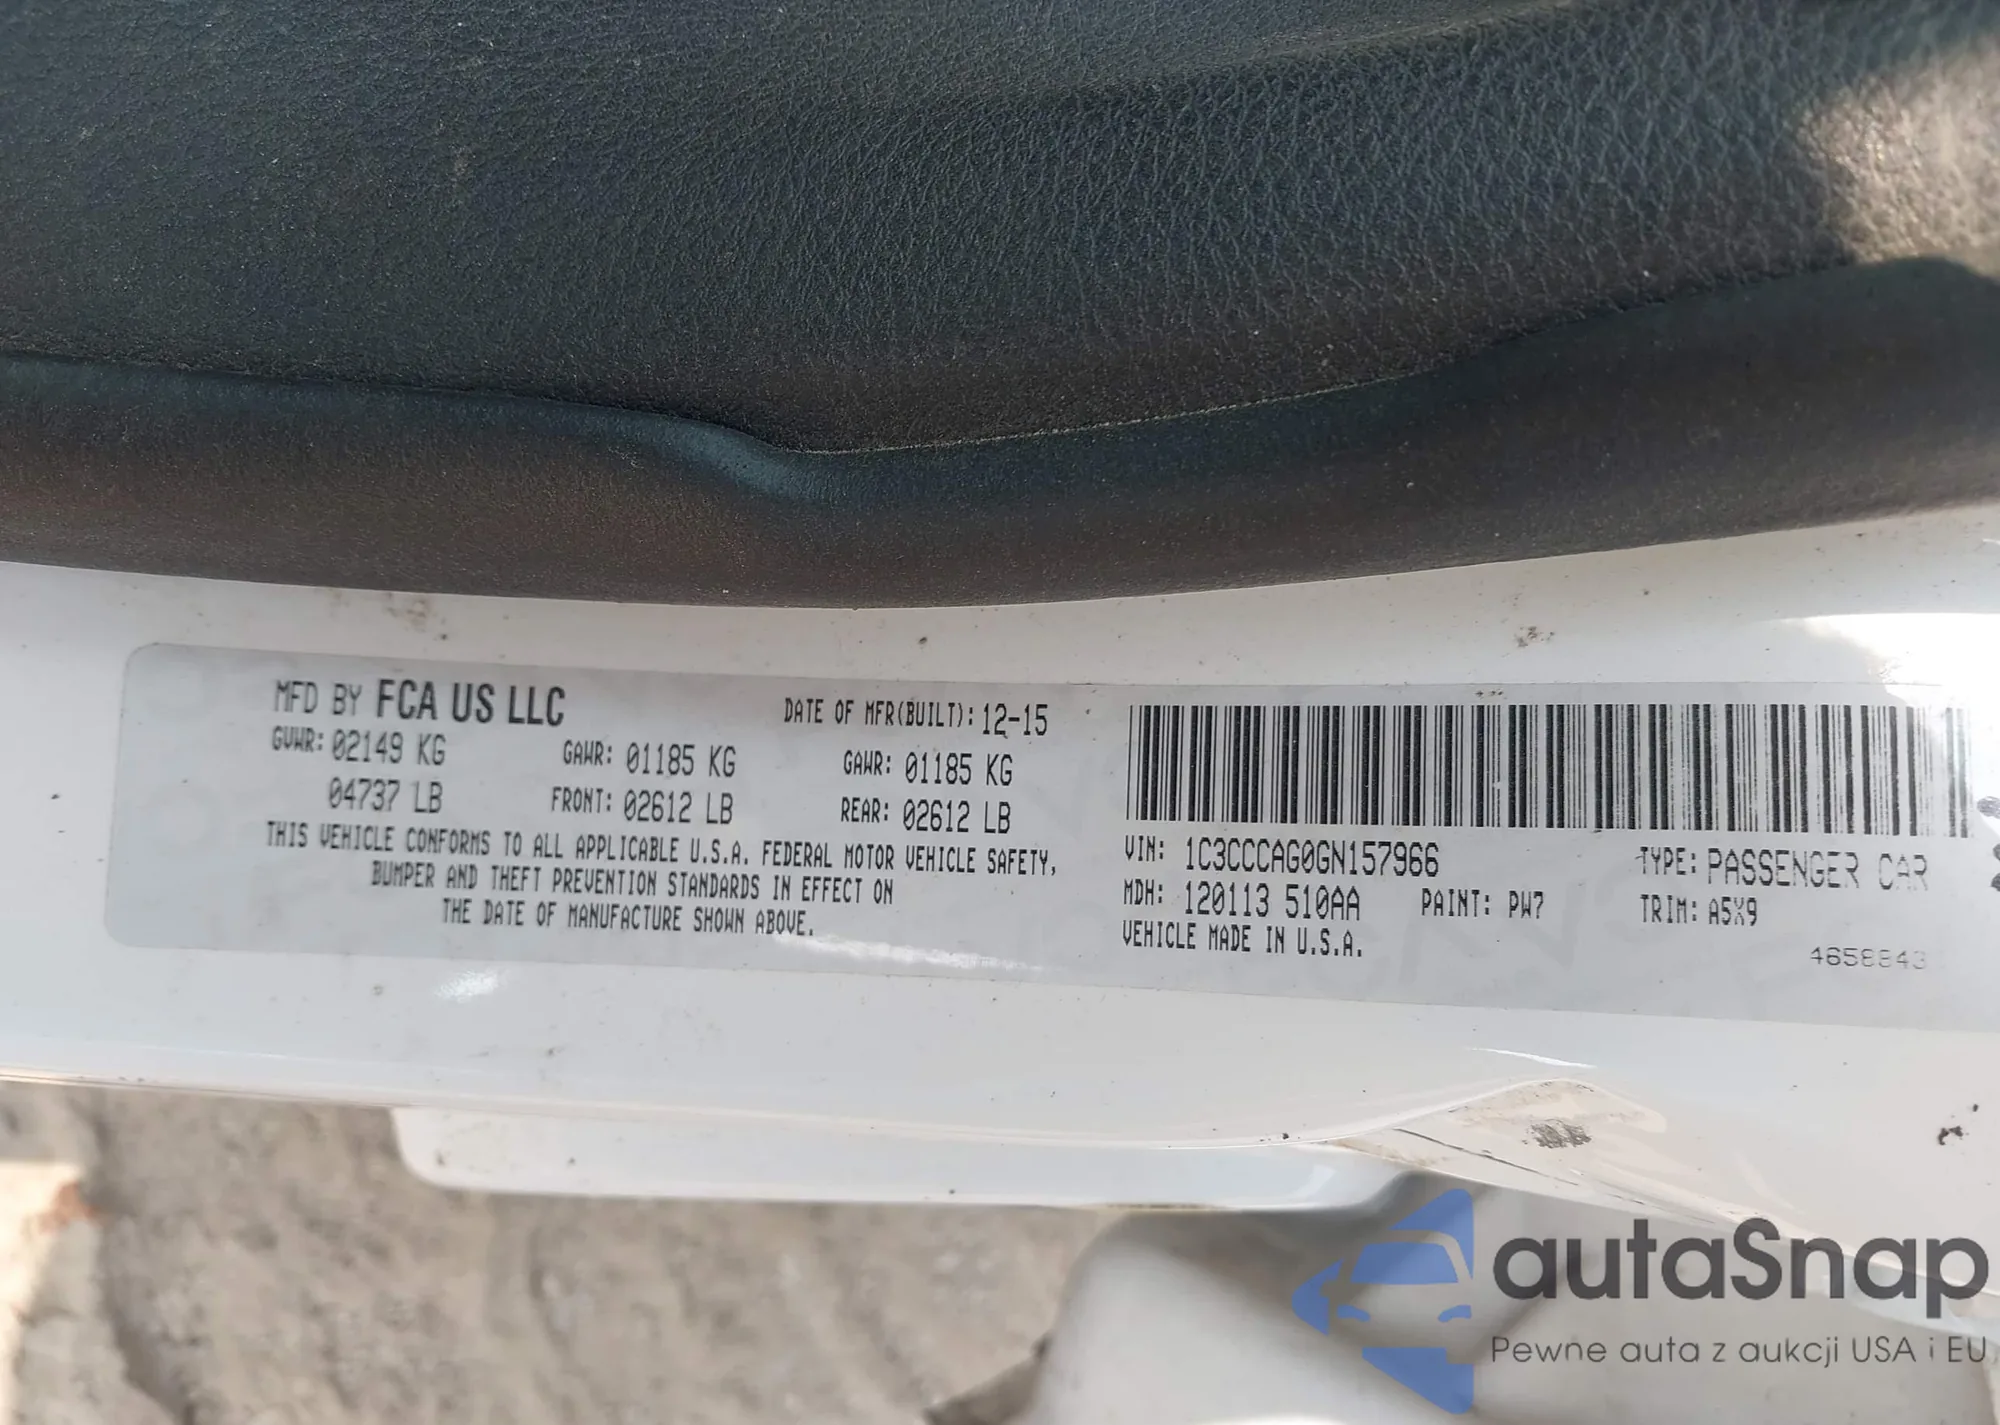 MFD BY FCA US LLC DATE OF MFR(BUILT): 12-15
GVWR: 02149 KG GAWR: 01185 KG GAWR: 01185 KG
04737 LB FRONT: 02612 LB REAR: 02612 LB
THIS VEHICLE CONFORMS TO ALL APPLICABLE U.S.A. FEDERAL MOTOR VEHICLE SAFETY,
BUMPER AND THEFT PREVENTION STANDARDS IN EFFECT ON
THE DATE OF MANUFACTURE SHOWN ABOVE.
VIN: 1C3CCCAG0GN157966 TYPE: PASSENGER CAR
MDH: 120113 510AA PAINT: PW7 TRIM: A5X9
VEHICLE MADE IN U.S.A.
4658843
autaSnap
Pewne auta z aukcji USA i EU